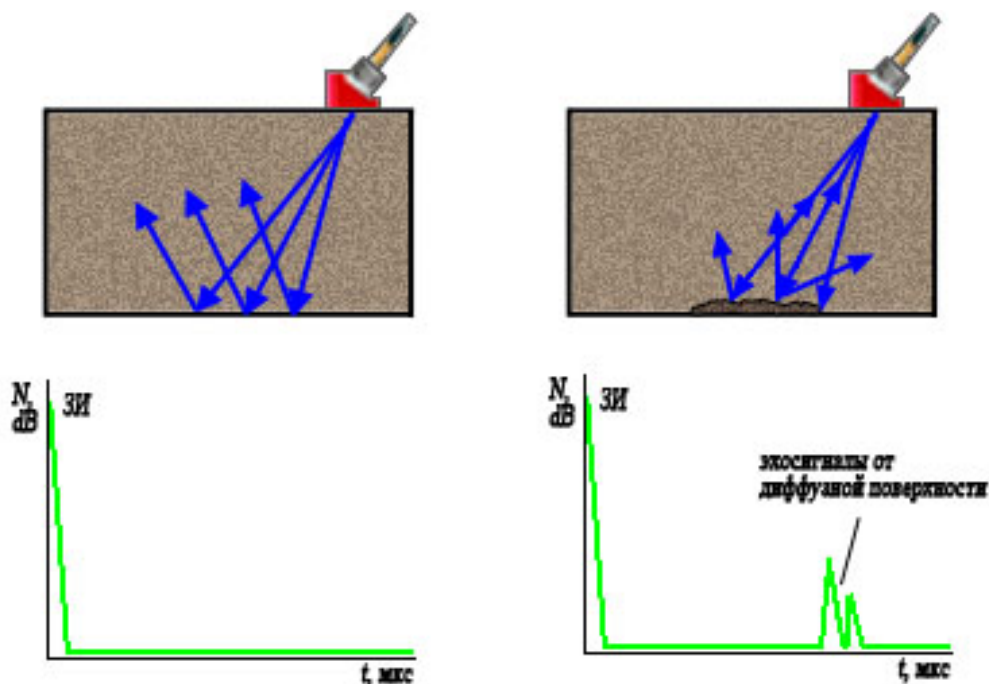 N,
dB
ЗИ
t, мкс
N,
dB
ЗИ
эхосигналы от
диффузной поверхности
t, мкс